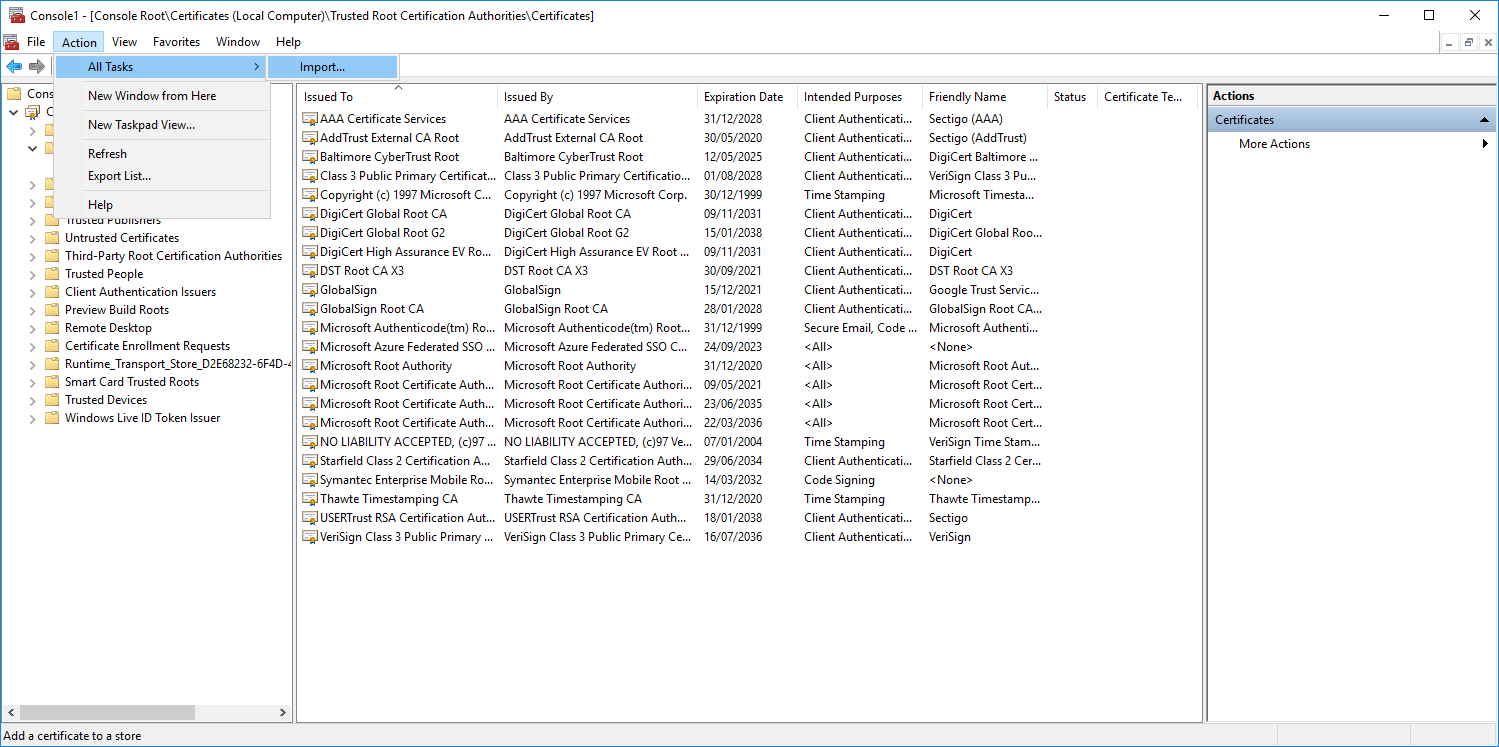 Console1 - [Console Root\Certificates (Local Computer)\Trusted Root Certification Authorities\Certificates]
File Action View Favorites Window Help
All Tasks Import...
New Window from Here
New Taskpad View...
Refresh
Export List...
Help
Cons
C
Trusted Publishers
Untrusted Certificates
Third-Party Root Certification Authorities
Trusted People
Client Authentication Issuers
Preview Build Roots
Remote Desktop
Certificate Enrollment Requests
Runtime_Transport_Store_D2E68232-6F4D-4
Smart Card Trusted Roots
Trusted Devices
Windows Live ID Token Issuer
Issued To Issued By Expiration Date Intended Purposes Friendly Name Status Certificate Te...
AAA Certificate Services AAA Certificate Services 31/12/2028 Client Authenticati... Sectigo (AAA)
AddTrust External CA Root AddTrust External CA Root 30/05/2020 Client Authenticati... Sectigo (AddTrust)
Baltimore CyberTrust Root Baltimore CyberTrust Root 12/05/2025 Client Authenticati... DigiCert Baltimore ...
Class 3 Public Primary Certificat... Class 3 Public Primary Certificatio... 01/08/2028 Client Authenticati... VeriSign Class 3 Pu...
Copyright (c) 1997 Microsoft C... Copyright (c) 1997 Microsoft Corp. 30/12/1999 Time Stamping Microsoft Timesta...
DigiCert Global Root CA DigiCert Global Root CA 09/11/2031 Client Authenticati... DigiCert
DigiCert Global Root G2 DigiCert Global Root G2 15/01/2038 Client Authenticati... DigiCert Global Roo...
DigiCert High Assurance EV Ro... DigiCert High Assurance EV Root ... 09/11/2031 Client Authenticati... DigiCert
DST Root CA X3 DST Root CA X3 30/09/2021 Client Authenticati... DST Root CA X3
GlobalSign GlobalSign 15/12/2021 Client Authenticati... Google Trust Servic...
GlobalSign Root CA GlobalSign Root CA 28/01/2028 Client Authenticati... GlobalSign Root CA...
Microsoft Authenticode(tm) Ro... Microsoft Authenticode(tm) Root... 31/12/1999 Secure Email, Code ... Microsoft Authenti...
Microsoft Azure Federated SSO ... Microsoft Azure Federated SSO C... 24/09/2023 <All> <None>
Microsoft Root Authority Microsoft Root Authority 31/12/2020 <All> Microsoft Root Aut...
Microsoft Root Certificate Auth... Microsoft Root Certificate Authori... 09/05/2021 <All> Microsoft Root Cert...
Microsoft Root Certificate Auth... Microsoft Root Certificate Authori... 23/06/2035 <All> Microsoft Root Cert...
Microsoft Root Certificate Auth... Microsoft Root Certificate Authori... 22/03/2036 <All> Microsoft Root Cert...
NO LIABILITY ACCEPTED, (c)97 ... NO LIABILITY ACCEPTED, (c)97 Ve... 07/01/2004 Time Stamping VeriSign Time Stam...
Starfield Class 2 Certification A... Starfield Class 2 Certification Auth... 29/06/2034 Client Authenticati... Starfield Class 2 Cer...
Symantec Enterprise Mobile Ro... Symantec Enterprise Mobile Root ... 14/03/2032 Code Signing <None>
Thawte Timestamping CA Thawte Timestamping CA 31/12/2020 Time Stamping Thawte Timestamp...
USERTrust RSA Certification Aut... USERTrust RSA Certification Auth... 18/01/2038 Client Authenticati... Sectigo
VeriSign Class 3 Public Primary ... VeriSign Class 3 Public Primary Ce... 16/07/2036 Client Authenticati... VeriSign
Actions
Certificates
More Actions
Add a certificate to a store